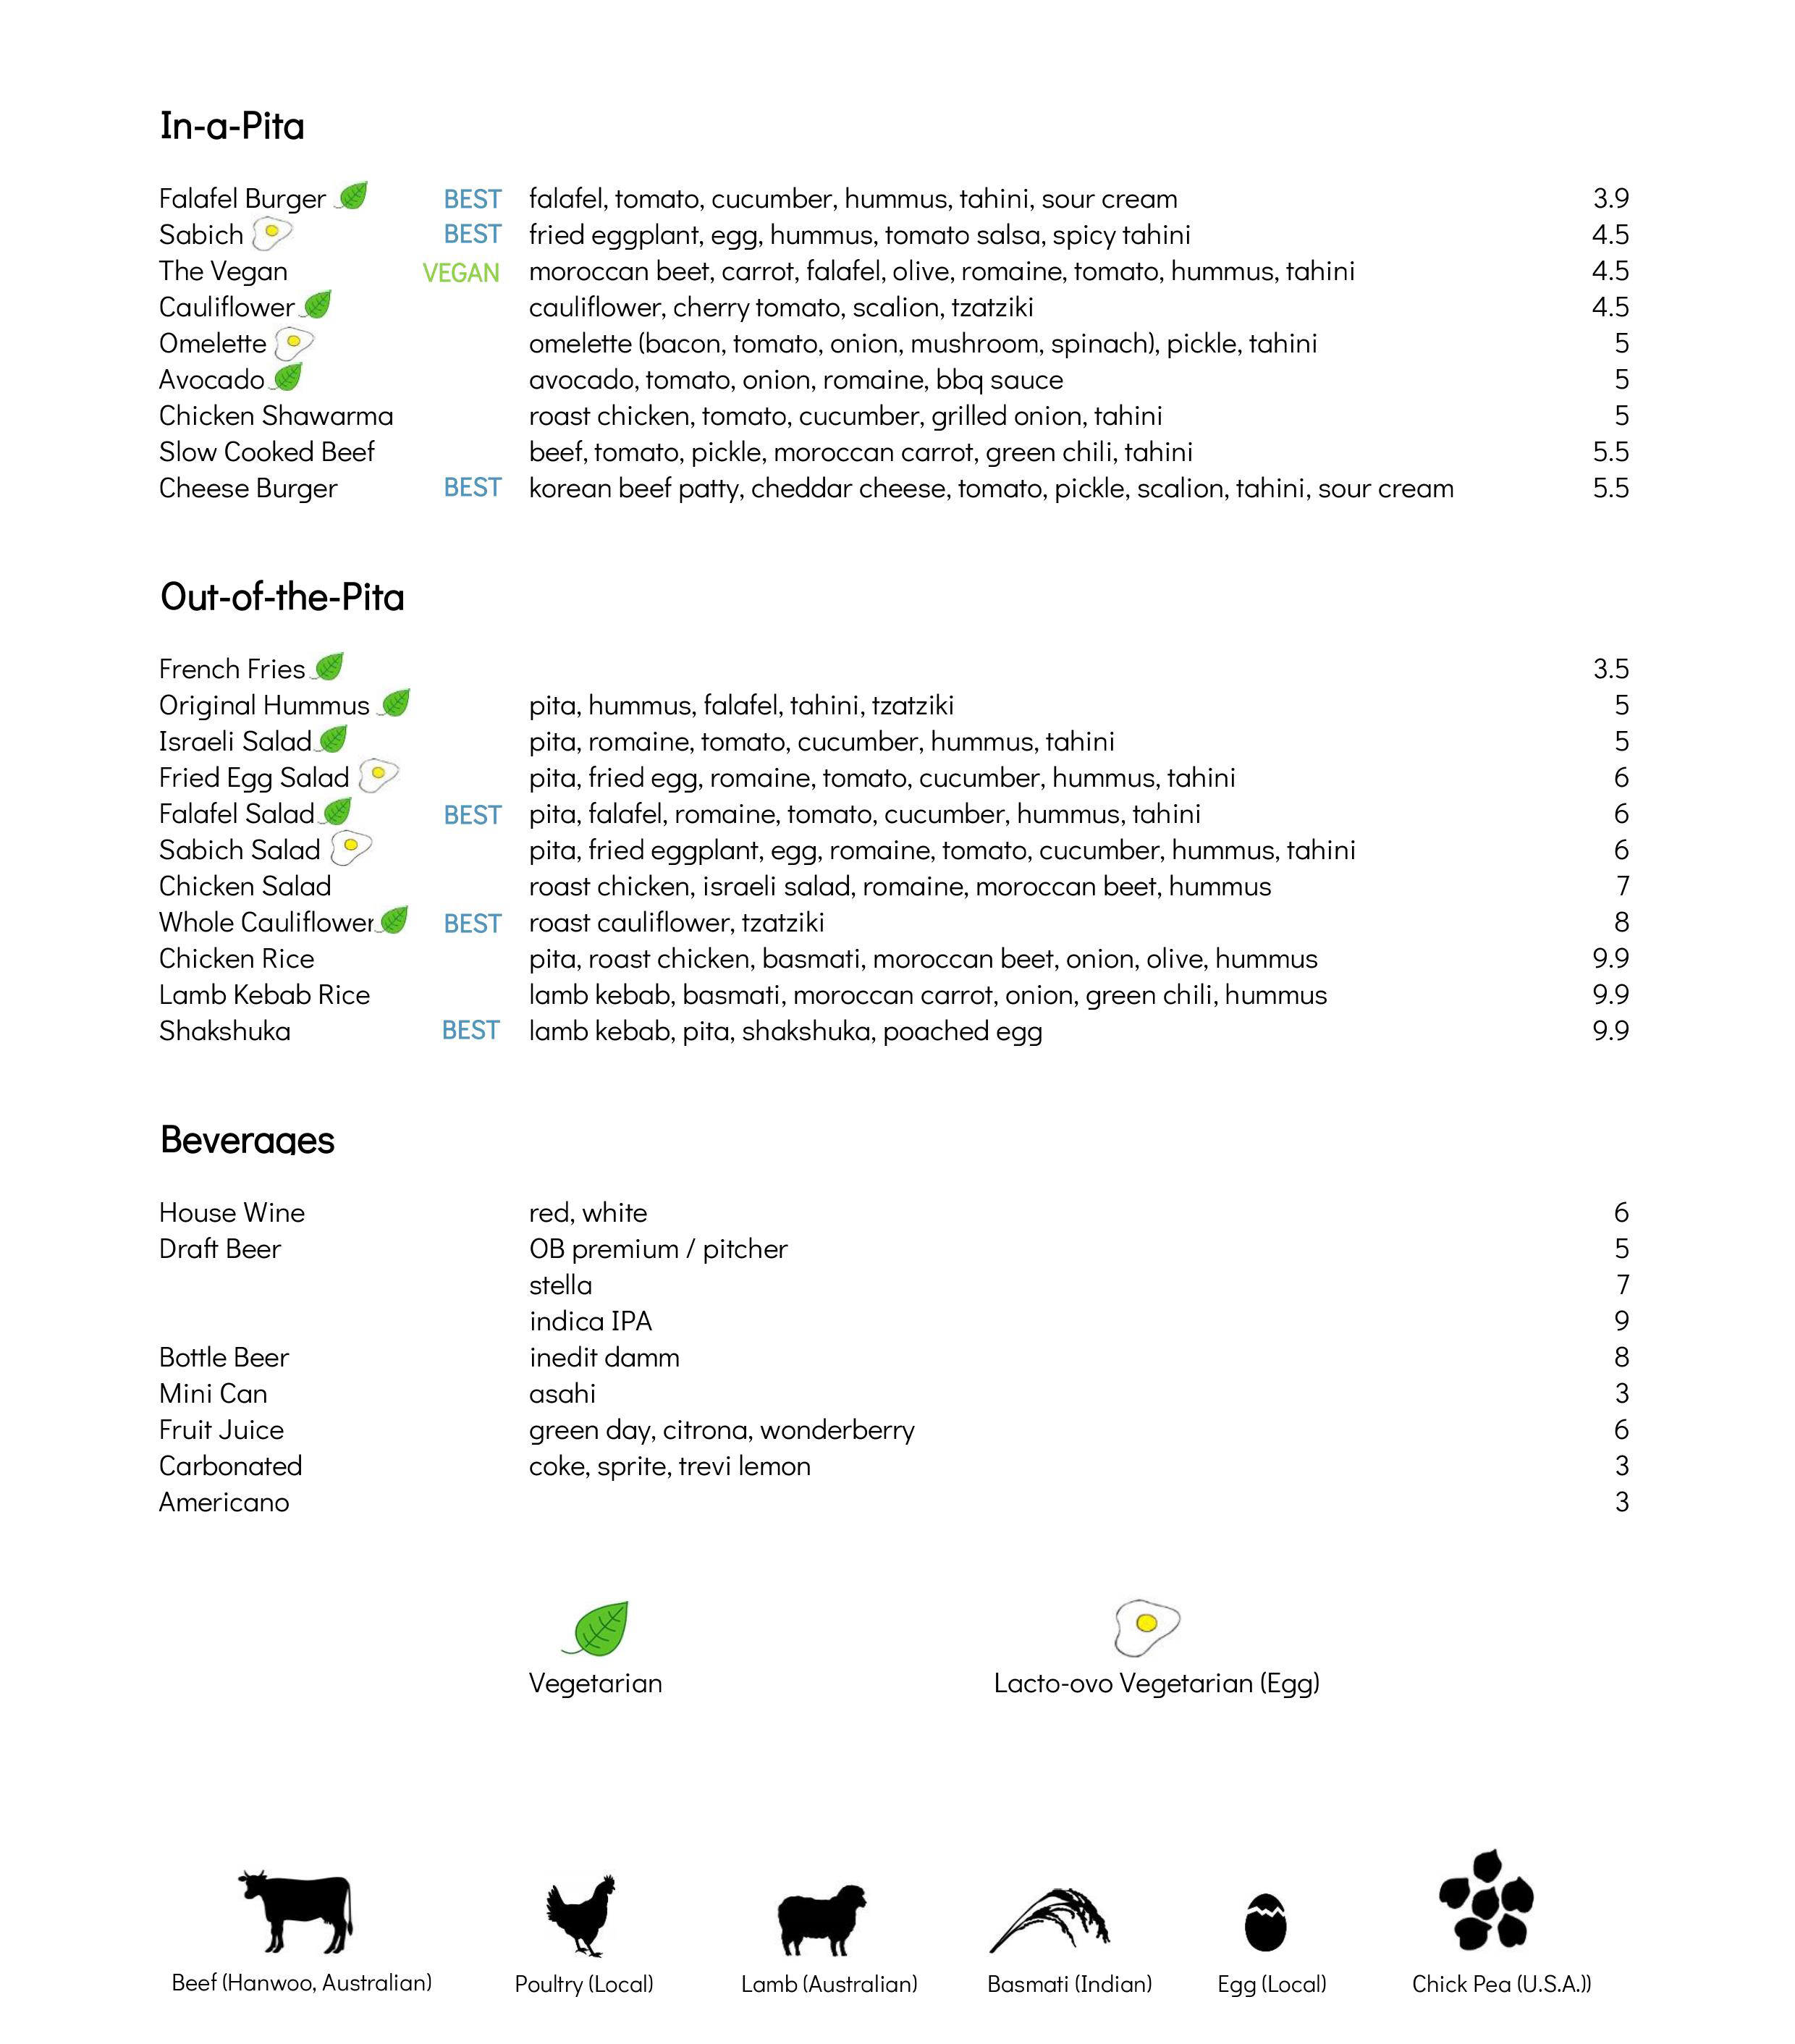 In-a-Pita
Falafel Burger BEST falafel, tomato, cucumber, hummus, tahini, sour cream 3.9
Sabich BEST fried eggplant, egg, hummus, tomato salsa, spicy tahini 4.5
The Vegan VEGAN moroccan beet, carrot, falafel, olive, romaine, tomato, hummus, tahini 4.5
Cauliflower cauliflower, cherry tomato, scalion, tzatziki 4.5
Omelette omelette (bacon, tomato, onion, mushroom, spinach), pickle, tahini 5
Avocado avocado, tomato, onion, romaine, bbq sauce 5
Chicken Shawarma roast chicken, tomato, cucumber, grilled onion, tahini 5
Slow Cooked Beef beef, tomato, pickle, moroccan carrot, green chili, tahini 5.5
Cheese Burger BEST korean beef patty, cheddar cheese, tomato, pickle, scalion, tahini, sour cream 5.5
Out-of-the-Pita
French Fries 3.5
Original Hummus pita, hummus, falafel, tahini, tzatziki 5
Israeli Salad pita, romaine, tomato, cucumber, hummus, tahini 5
Fried Egg Salad pita, fried egg, romaine, tomato, cucumber, hummus, tahini 6
Falafel Salad BEST pita, falafel, romaine, tomato, cucumber, hummus, tahini 6
Sabich Salad pita, fried eggplant, egg, romaine, tomato, cucumber, hummus, tahini 6
Chicken Salad roast chicken, israeli salad, romaine, moroccan beet, hummus 7
Whole Cauliflower BEST roast cauliflower, tzatziki 8
Chicken Rice pita, roast chicken, basmati, moroccan beet, onion, olive, hummus 9.9
Lamb Kebab Rice lamb kebab, basmati, moroccan carrot, onion, green chili, hummus 9.9
Shakshuka BEST lamb kebab, pita, shakshuka, poached egg 9.9
Beverages
House Wine red, white 6
Draft Beer OB premium / pitcher 5
stella 7
indica IPA 9
Bottle Beer inedit damm 8
Mini Can asahi 3
Fruit Juice green day, citrona, wonderberry 6
Carbonated coke, sprite, trevi lemon 3
Americano 3
Vegetarian Lacto-ovo Vegetarian (Egg)
Beef (Hanwoo, Australian) Poultry (Local) Lamb (Australian) Basmati (Indian) Egg (Local) Chick Pea (U.S.A.))